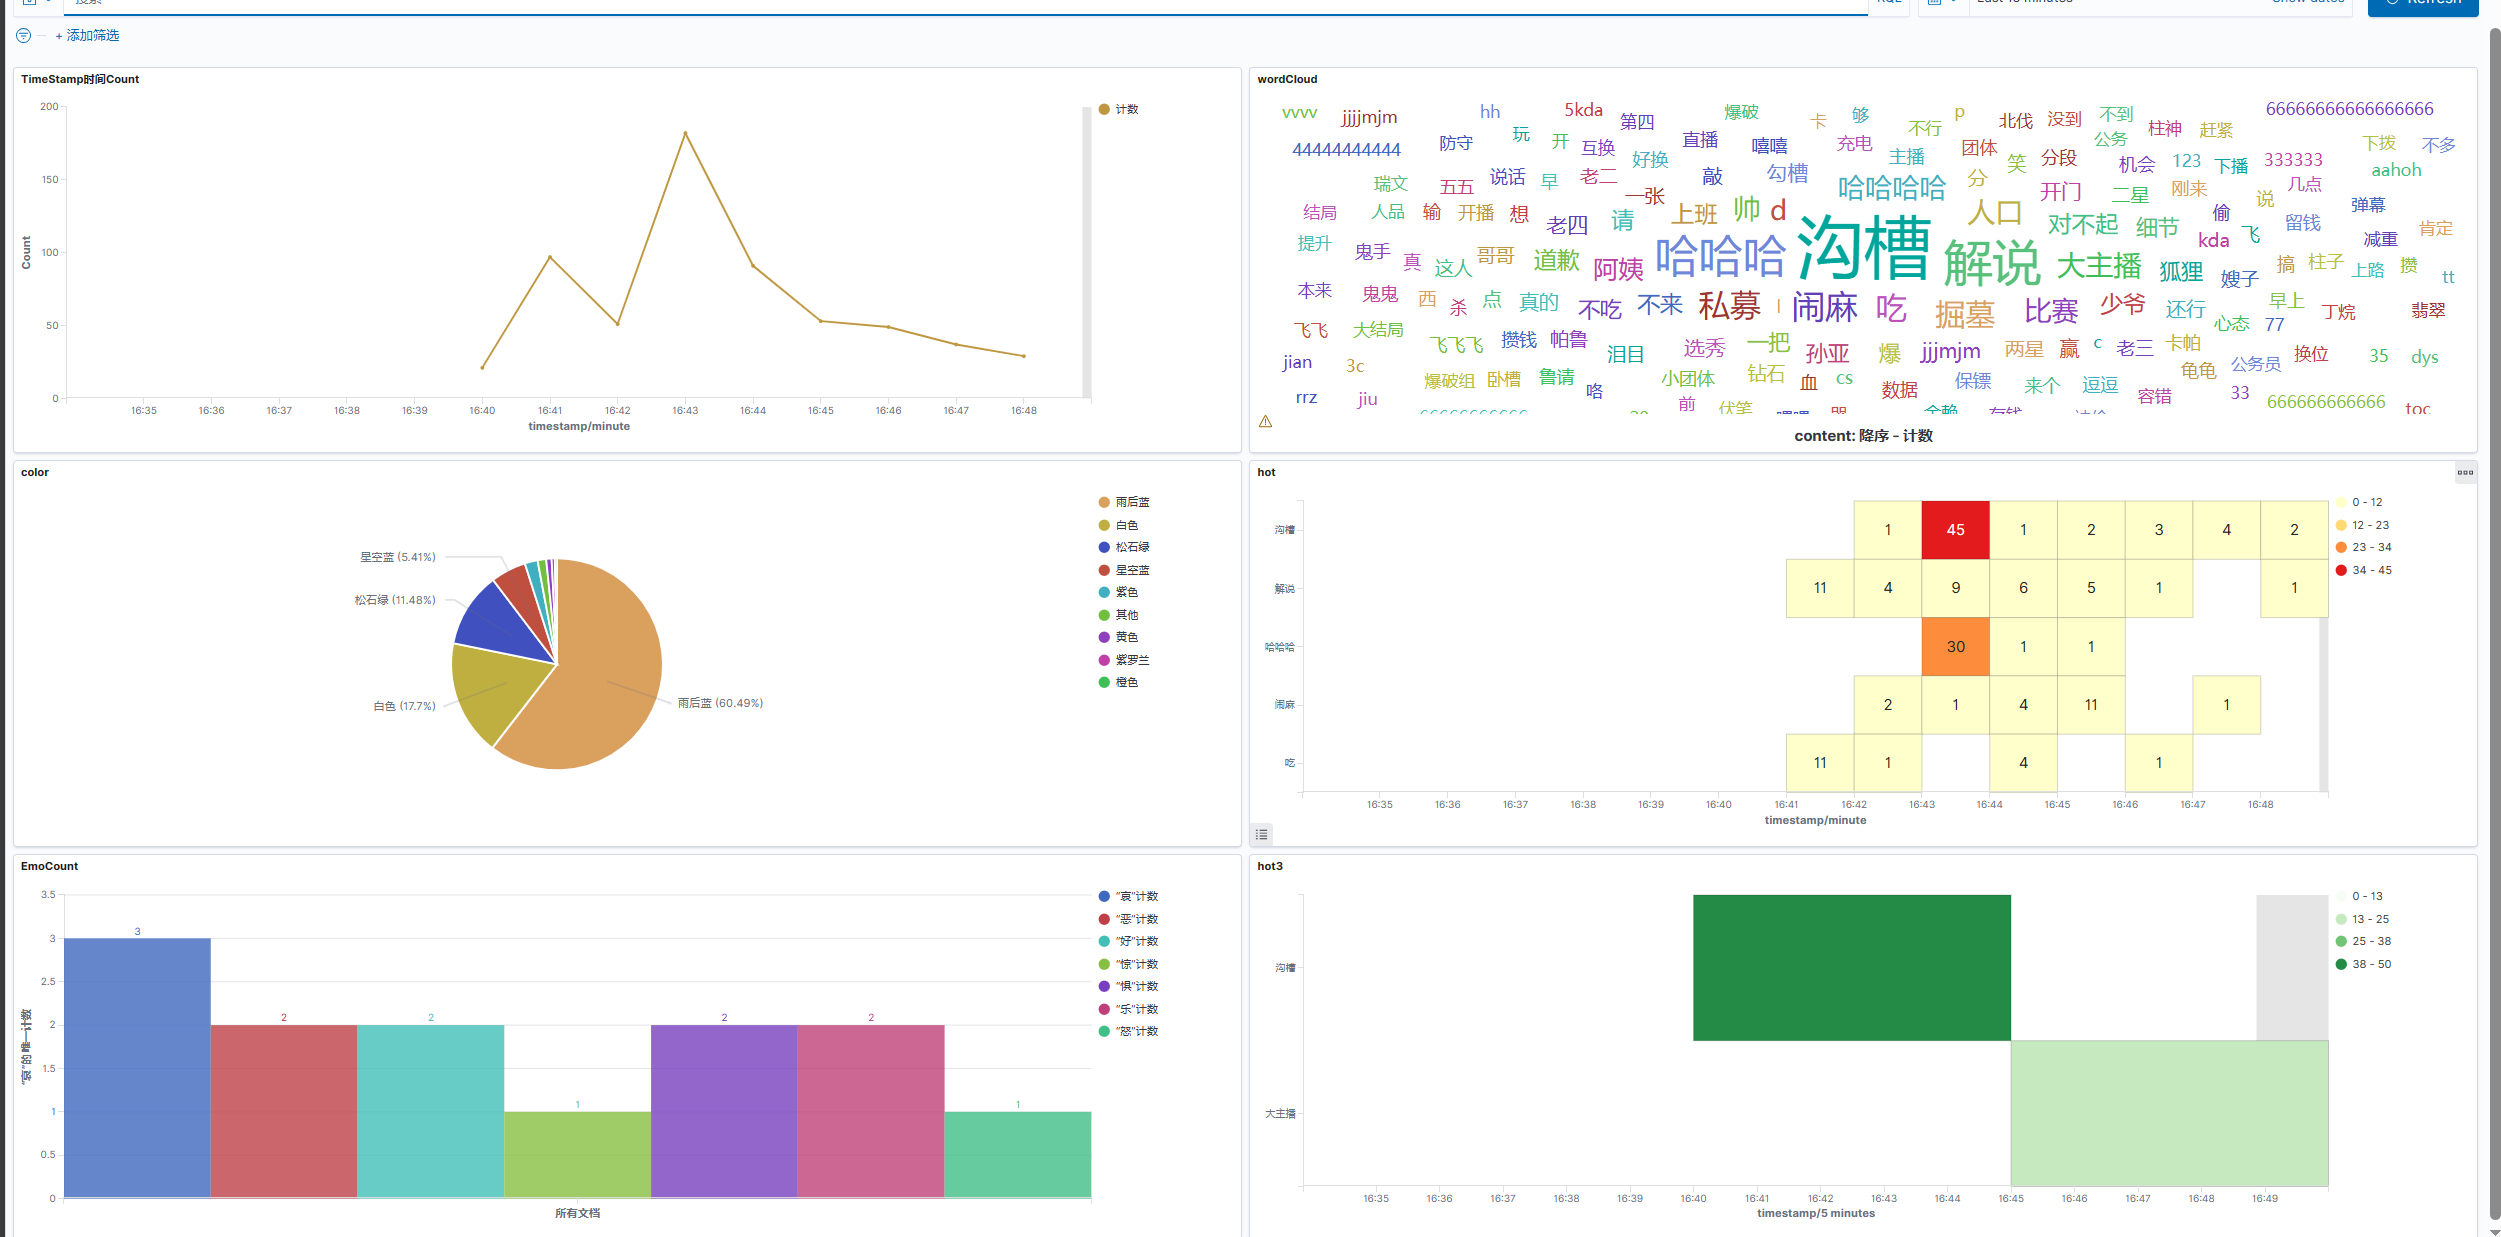 搜索
KQL
Last 15 minutes
Show dates
Refresh
+ 添加筛选
TimeStamp时间Count
200
150
100
50
0
Count
16:35 16:36 16:37 16:38 16:39 16:40 16:41 16:42 16:43 16:44 16:45 16:46 16:47 16:48
timestamp/minute
计数
wordCloud
vvvv jjjjmjm hh 5kda 第四 爆破 卡 够 不行 p 北伐 没到 不到 柱神 赶紧 66666666666666666
44444444444 防守 玩 开 互换 好换 直播 嘻嘻 充电 主播 团体 笑 分段 公务 机会 123 下播 333333 下拨 不多
瑞文 五五 说话 早 老二 一张 敲 勾槽 哈哈哈哈 分 开门 二星 刚来 说 几点 aahoh
结局 人品 输 开播 想 老四 请 上班 帅 d 沟槽 人口 对不起 细节 kda 偷 飞 留钱 弹幕 减重 肯定
提升 鬼手 真 这人 哥哥 道歉 阿姨 哈哈哈 解说 大主播 狐狸 嫂子 搞 柱子 上路 攒 tt
本来 鬼鬼 西 杀 点 真的 不吃 不来 私募 闹麻 吃 掘墓 比赛 少爷 还行 心态 早上 77 丁烷 翡翠
飞飞 大结局 飞飞飞 攒钱 帕鲁 泪目 选秀 一把 孙亚 爆 jjjmjm 两星 赢 c 老三 卡帕 公务员 换位 35 dys
jian 3c 爆破组 卧槽 鲁请 咯 小团体 钻石 血 cs 数据 保镖 来个 逗逗 容错 龟龟 33 666666666666
rrz jiu 前 伏笔 toc
content: 降序 - 计数
color
星空蓝 (5.41%)
松石绿 (11.48%)
白色 (17.7%)
雨后蓝 (60.49%)
雨后蓝
白色
松石绿
星空蓝
紫色
其他
黄色
紫罗兰
橙色
hot
沟槽 1 45 1 2 3 4 2
解说 11 4 9 6 5 1 1
哈哈哈 30 1 1
闹麻 2 1 4 11 1
吃 11 1 4 1
16:35 16:36 16:37 16:38 16:39 16:40 16:41 16:42 16:43 16:44 16:45 16:46 16:47 16:48
timestamp/minute
0 - 12
12 - 23
23 - 34
34 - 45
EmoCount
3.5
3
2.5
2
1.5
1
0.5
0
"哀"的唯一计数
3 2 2 1 2 2 1
所有文档
"哀"计数
"恶"计数
"好"计数
"惊"计数
"惧"计数
"乐"计数
"怒"计数
hot3
沟槽
大主播
16:35 16:36 16:37 16:38 16:39 16:40 16:41 16:42 16:43 16:44 16:45 16:46 16:47 16:48 16:49
timestamp/5 minutes
0 - 13
13 - 25
25 - 38
38 - 50